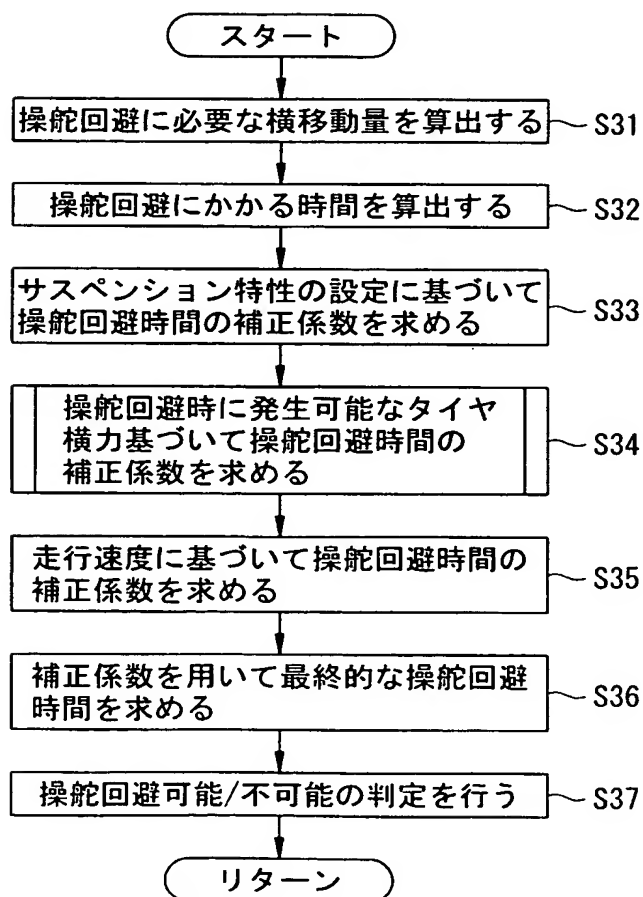 スタート
操舵回避に必要な横移動量を算出する
S31
操舵回避にかかる時間を算出する
S32
サスペンション特性の設定に基づいて
操舵回避時間の補正係数を求める
S33
操舵回避時に発生可能なタイヤ
横力基づいて操舵回避時間の
補正係数を求める
S34
走行速度に基づいて操舵回避時間の
補正係数を求める
S35
補正係数を用いて最終的な操舵回避
時間を求める
S36
操舵回避可能/不可能の判定を行う
S37
リターン